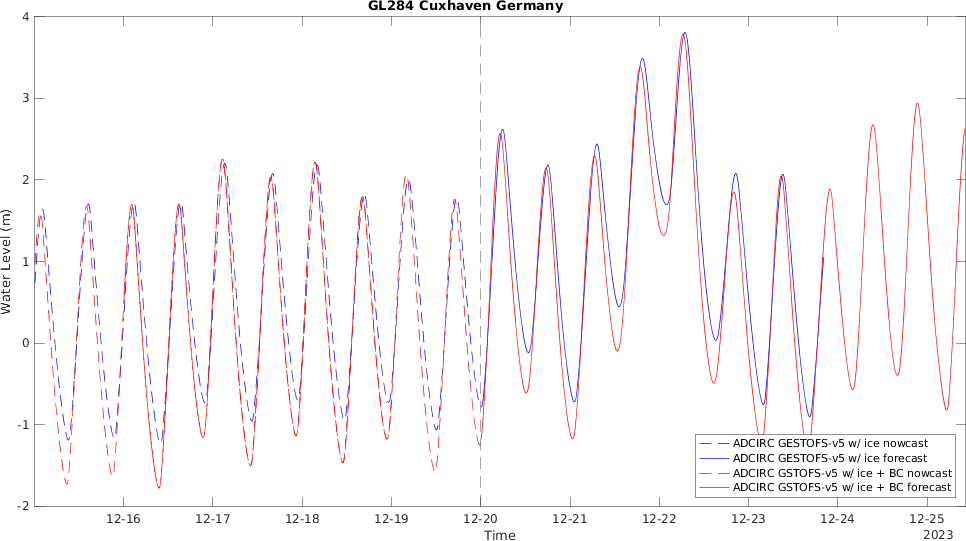 GL284 Cuxhaven Germany
4
3
2
1
0
-1
-2
Water Level (m)
ADCIRC GESTOFS-v5 w/ ice nowcast
ADCIRC GESTOFS-v5 w/ ice forecast
ADCIRC GSTOFS-v5 w/ ice + BC nowcast
ADCIRC GSTOFS-v5 w/ ice + BC forecast
12-16 12-17 12-18 12-19 12-20 12-21 12-22 12-23 12-24 12-25
Time
2023